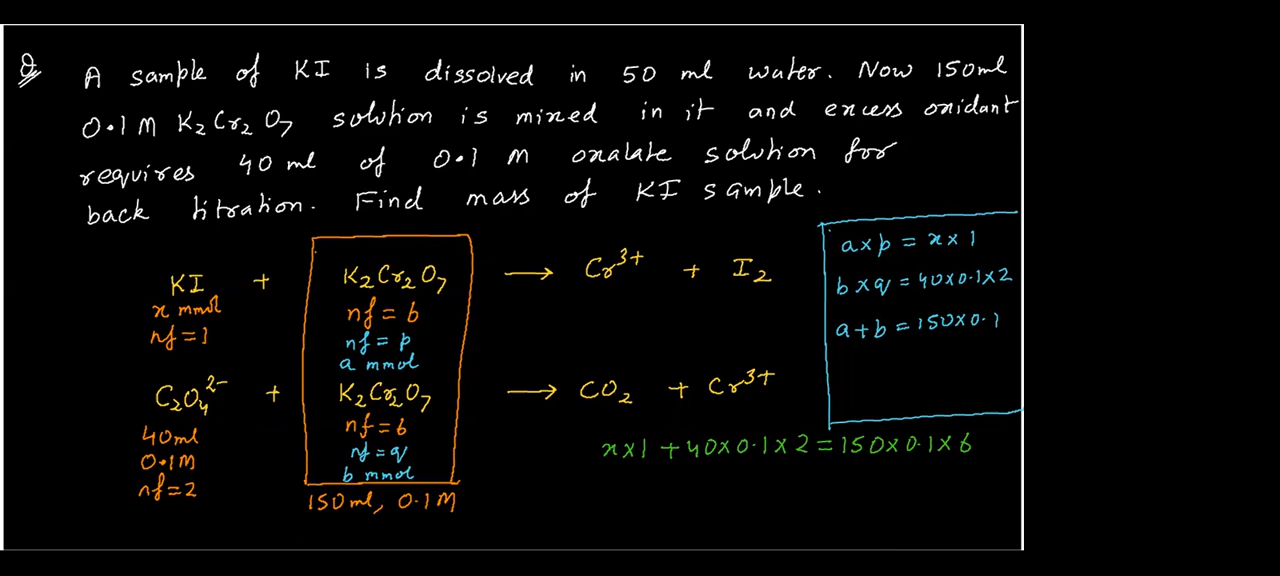 Q A sample of KI is dissolved in 50 ml water. Now 150ml
0.1M K2Cr2O7 solution is mixed in it and excess oxidant
requires 40 ml of 0.1 M oxalate solution for
back titration. Find mass of KI sample.
KI + K2Cr2O7 → Cr3+ + I2
x mmol
nf = 1
nf = 6
nf = p
a mmol
C2O4 2- + K2Cr2O7 → CO2 + Cr3+
40ml
0.1M
nf = 2
nf = 6
nf = q
b mmol
150ml, 0.1M
a x p = x x 1
b x q = 40 x 0.1 x 2
a + b = 150 x 0.1
x x 1 + 40 x 0.1 x 2 = 150 x 0.1 x 6